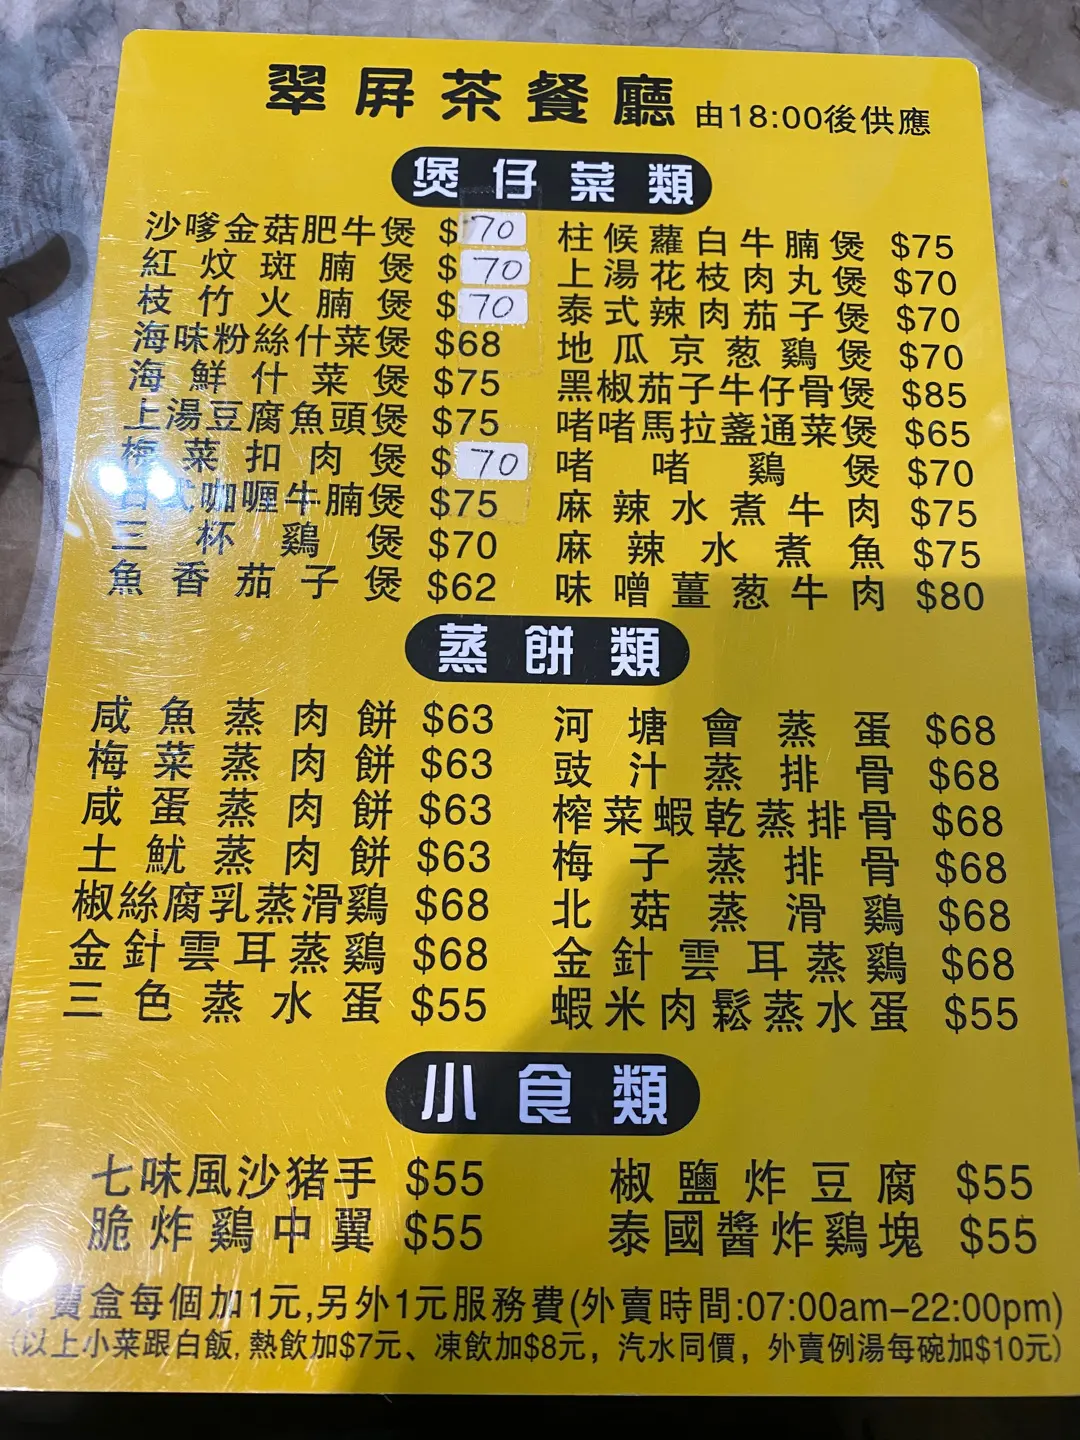 翠屏茶餐廳 由18:00後供應
煲仔菜類
沙嗲金菇肥牛煲 $70
紅炆斑腩煲 $70
枝竹火腩煲 $70
海味粉絲什菜煲 $68
海鮮什菜煲 $75
上湯豆腐魚頭煲 $75
梅菜扣肉煲 $70
式咖喱牛腩煲 $75
三杯鷄煲 $70
魚香茄子煲 $62
柱候蘿白牛腩煲 $75
上湯花枝肉丸煲 $70
泰式辣肉茄子煲 $70
地瓜京葱鷄煲 $70
黑椒茄子牛仔骨煲 $85
啫啫馬拉盞通菜煲 $65
啫啫鷄煲 $70
麻辣水煮牛肉 $75
麻辣水煮魚 $75
味噌薑葱牛肉 $80
蒸餅類
咸魚蒸肉餅 $63
梅菜蒸肉餅 $63
咸蛋蒸肉餅 $63
土魷蒸肉餅 $63
椒絲腐乳蒸滑鷄 $68
金針雲耳蒸鷄 $68
三色蒸水蛋 $55
河塘會蒸蛋 $68
豉汁蒸排骨 $68
榨菜蝦乾蒸排骨 $68
梅子蒸排骨 $68
北菇蒸滑鷄 $68
金針雲耳蒸鷄 $68
蝦米肉鬆蒸水蛋 $55
小食類
七味風沙猪手 $55
脆炸鷄中翼 $55
椒鹽炸豆腐 $55
泰國醬炸鷄塊 $55
賣盒每個加1元,另外1元服務費(外賣時間:07:00am–22:00pm)
(以上小菜跟白飯,熱飲加$7元、凍飲加$8元，汽水同價，外賣例湯每碗加$10元)